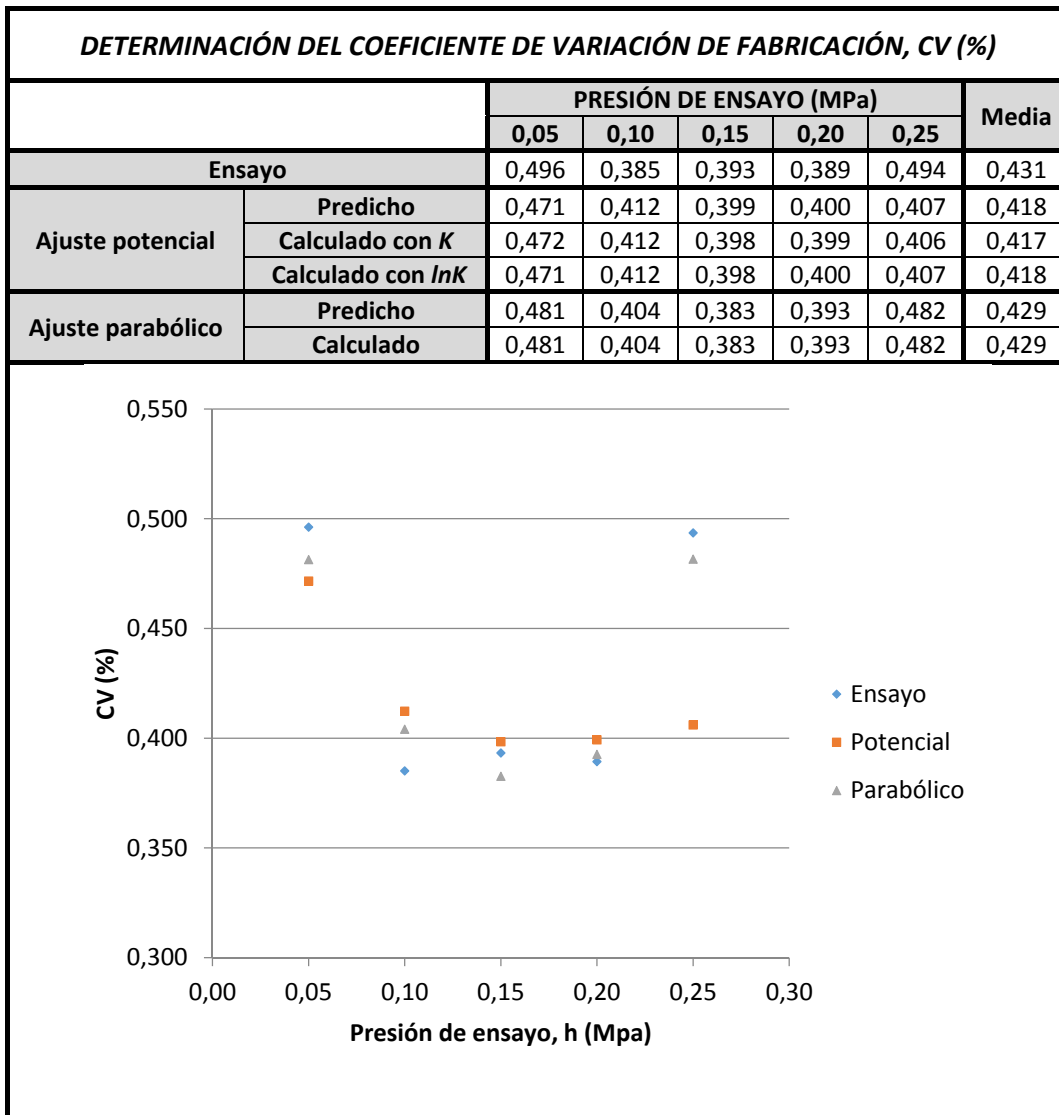 DETERMINACIÓN DEL COEFICIENTE DE VARIACIÓN DE FABRICACIÓN, CV (%)
PRESIÓN DE ENSAYO (MPa) Media
0,05 0,10 0,15 0,20 0,25
Ensayo 0,496 0,385 0,393 0,389 0,494 0,431
Ajuste potencial
Predicho 0,471 0,412 0,399 0,400 0,407 0,418
Calculado con K 0,472 0,412 0,398 0,399 0,406 0,417
Calculado con lnK 0,471 0,412 0,398 0,400 0,407 0,418
Ajuste parabólico
Predicho 0,481 0,404 0,383 0,393 0,482 0,429
Calculado 0,481 0,404 0,383 0,393 0,482 0,429
0,550
0,500
0,450
0,400
0,350
0,300
CV (%)
0,00 0,05 0,10 0,15 0,20 0,25 0,30
Presión de ensayo, h (Mpa)
Ensayo
Potencial
Parabólico